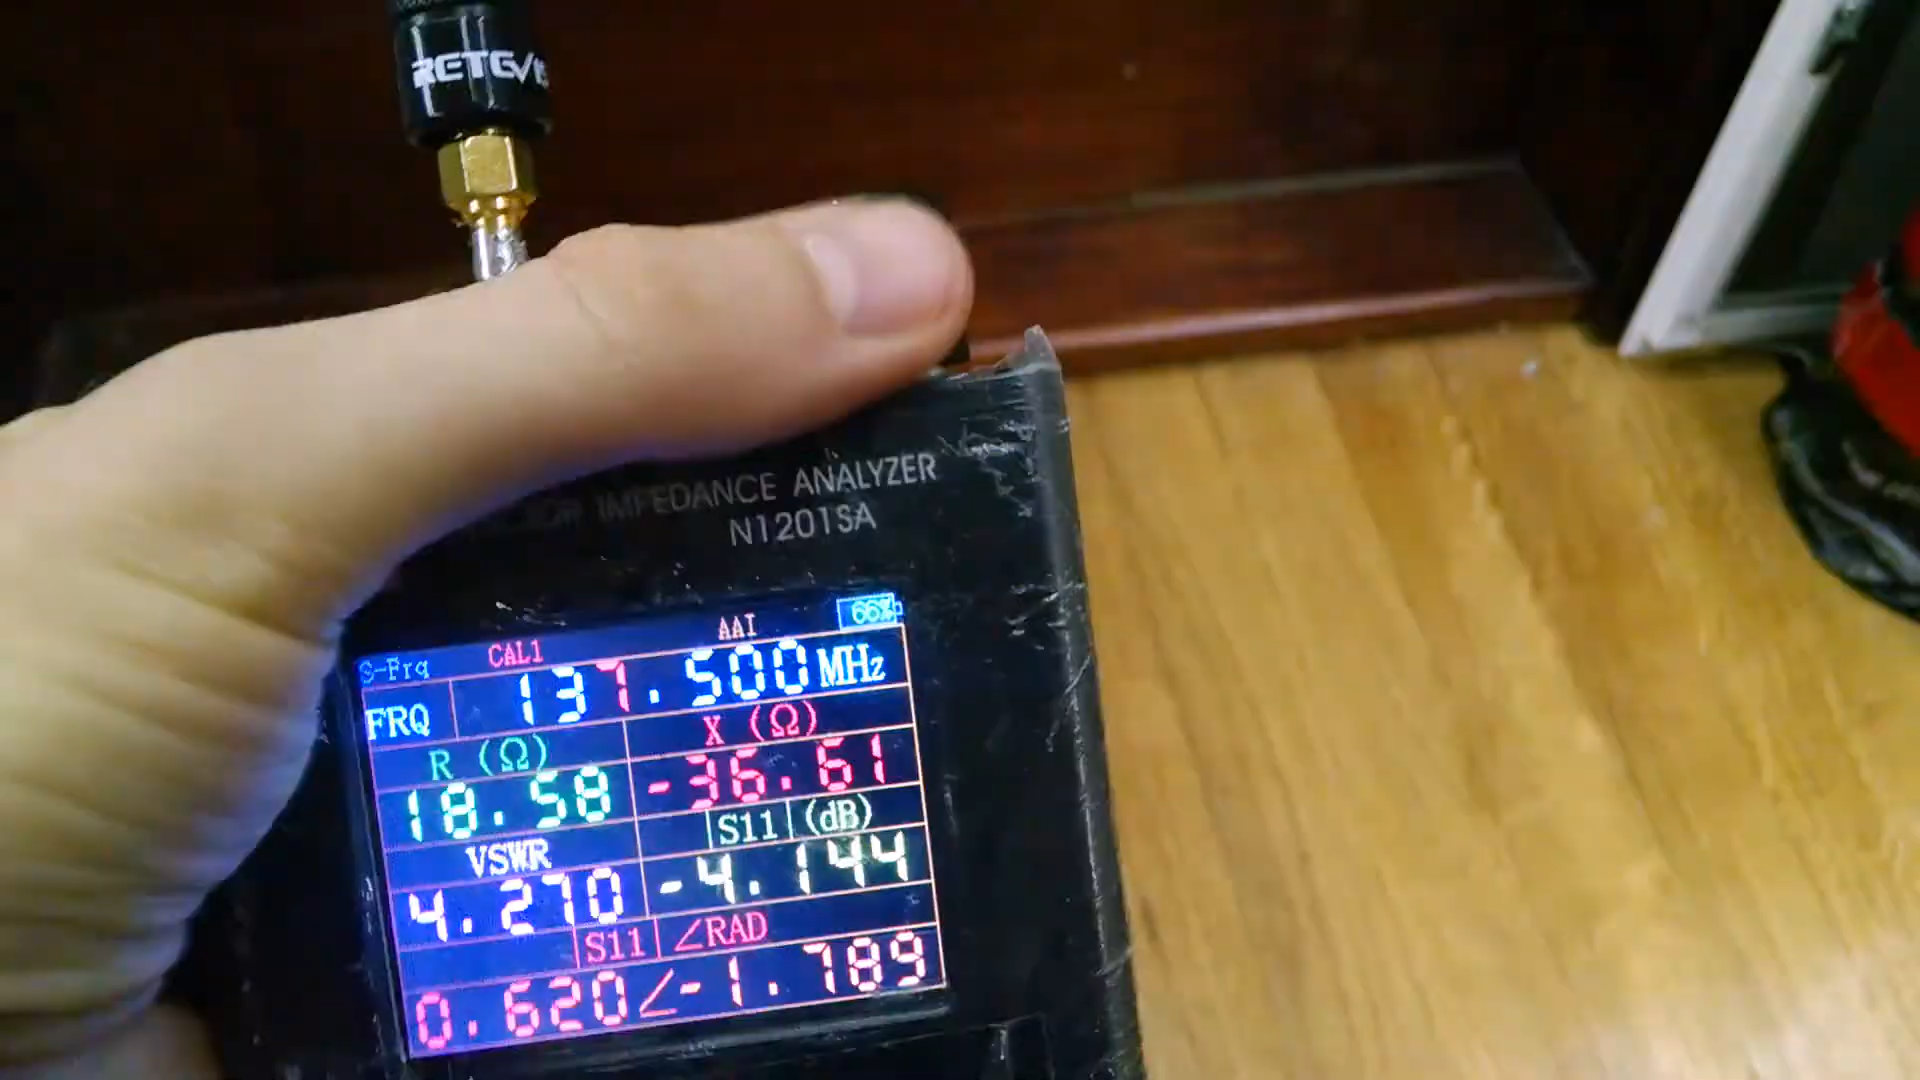 RETEVIS
IMPEDANCE ANALYZER
N1201SA
66%
S-Frq CAL1 AAI
FRQ 137.500 MHz
R (Ω) X (Ω)
18.58 -36.61
VSWR |S11|(dB)
4.270 -4.144
|S11|∠RAD
0.620∠-1.789